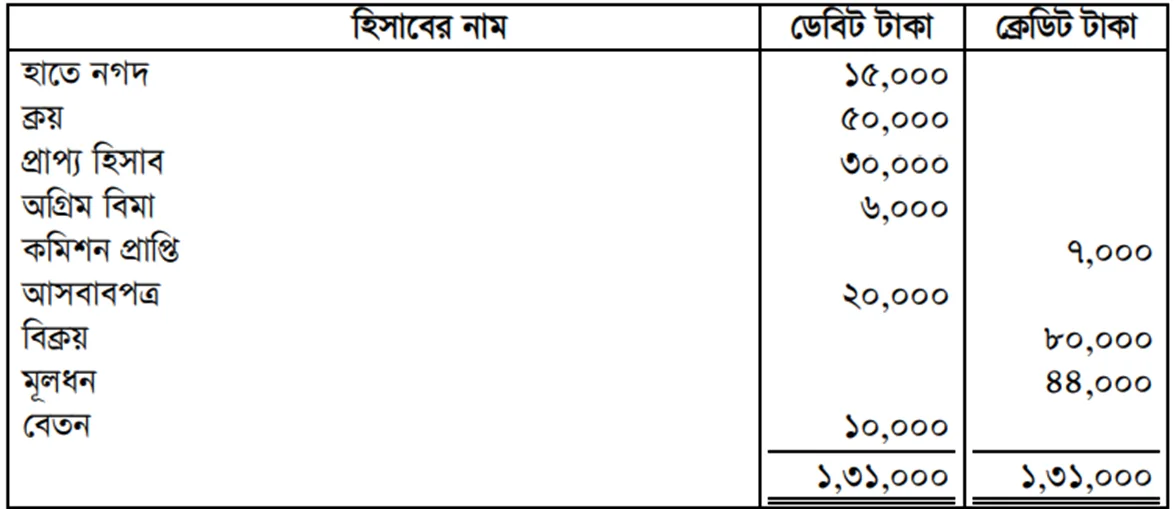 হিসাবের নাম ডেবিট টাকা ক্রেডিট টাকা
হাতে নগদ ১৫,০০০
ক্রয় ৫০,০০০
প্রাপ্য হিসাব ৩০,০০০
অগ্রিম বিমা ৬,০০০
কমিশন প্রাপ্তি ৭,০০০
আসবাবপত্র ২০,০০০
বিক্রয় ৮০,০০০
মূলধন ৪৪,০০০
বেতন ১০,০০০
১,৩১,০০০ ১,৩১,০০০